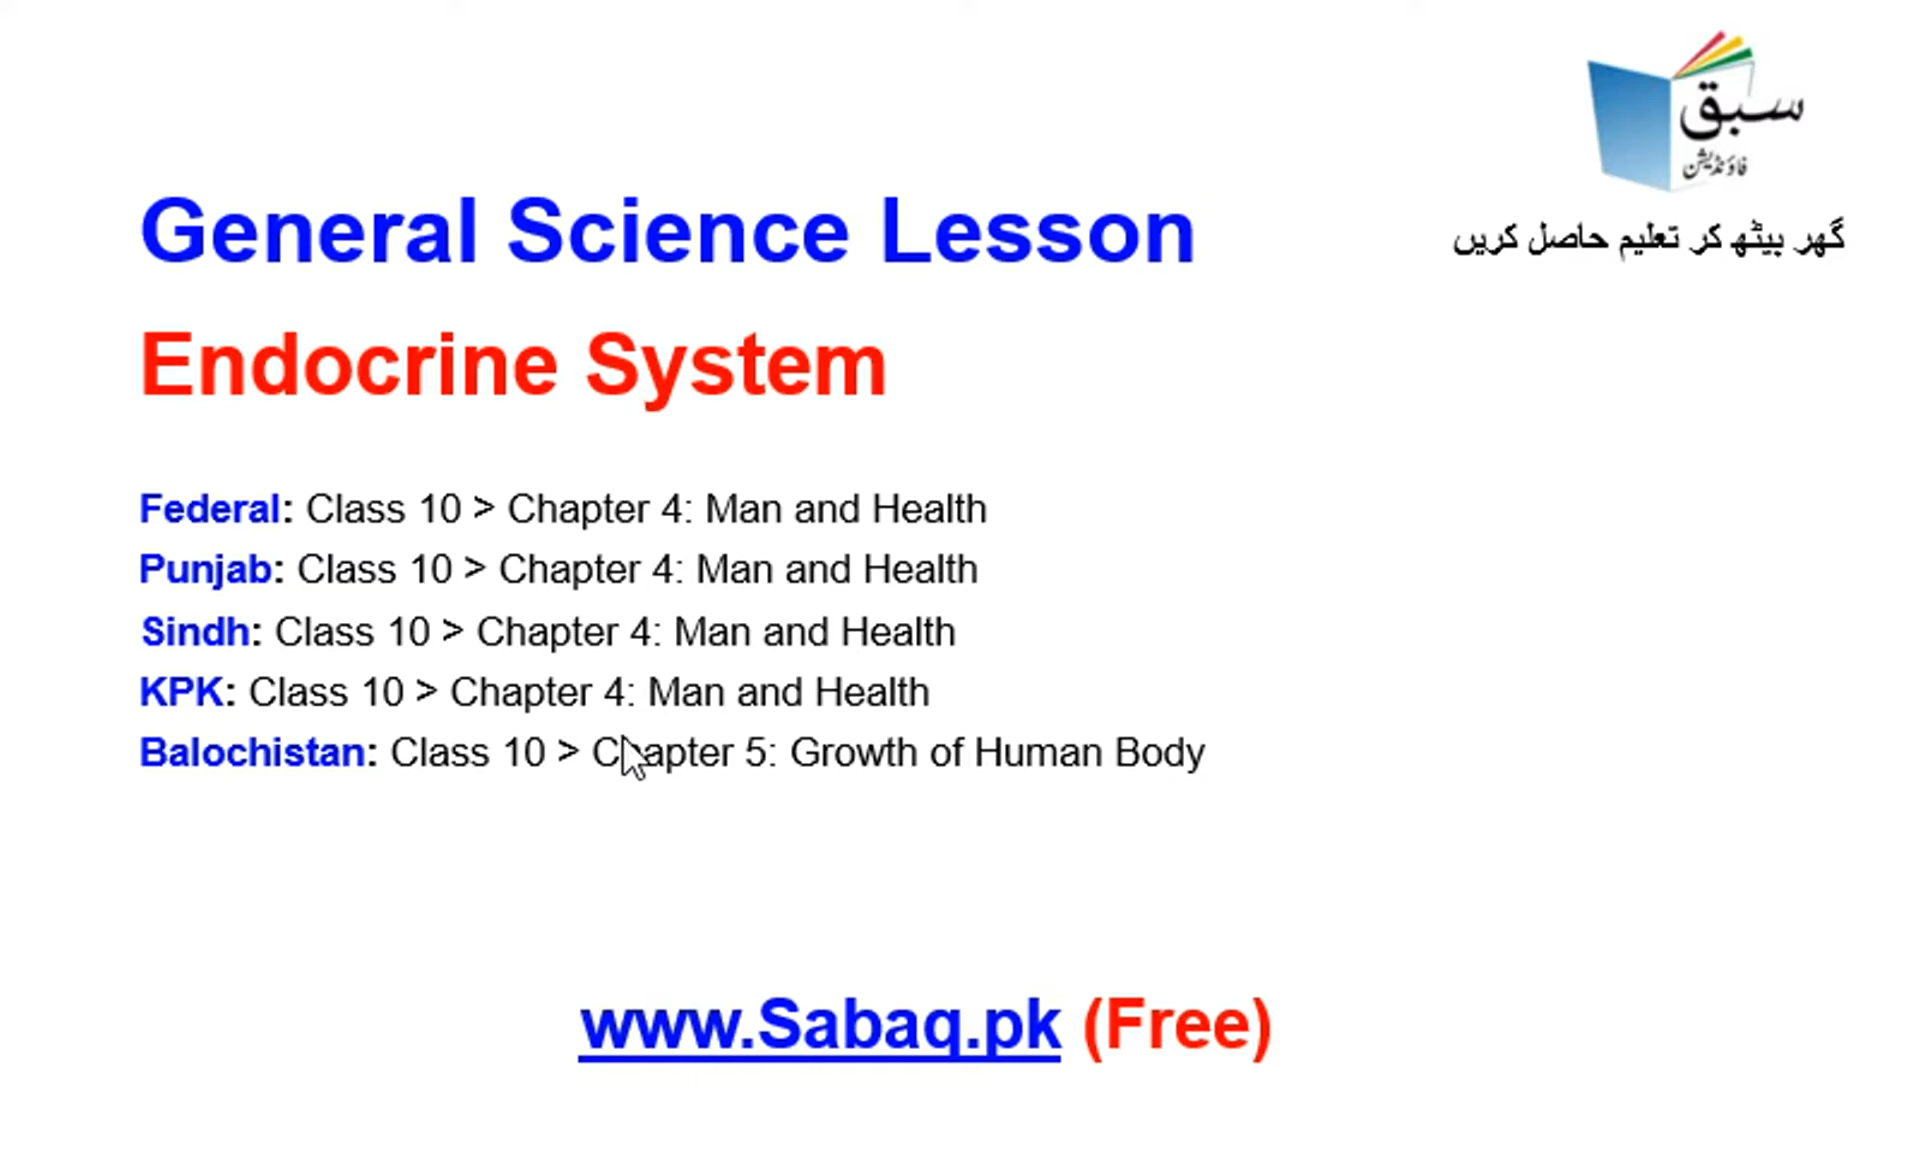 سبق
فاؤنڈیشن
گھر بیٹھ کر تعلیم حاصل کریں
General Science Lesson
Endocrine System
Federal: Class 10 > Chapter 4: Man and Health
Punjab: Class 10 > Chapter 4: Man and Health
Sindh: Class 10 > Chapter 4: Man and Health
KPK: Class 10 > Chapter 4: Man and Health
Balochistan: Class 10 > Chapter 5: Growth of Human Body
www.Sabaq.pk (Free)